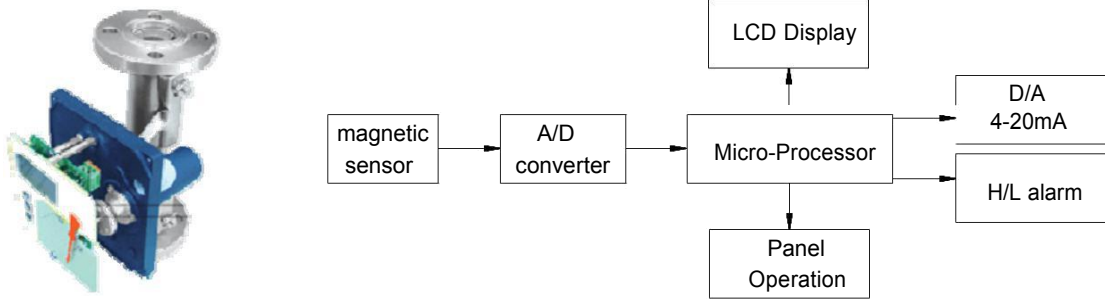 LCD Display
magnetic
sensor
A/D
converter
Micro-Processor
D/A
4-20mA
H/L alarm
Panel
Operation